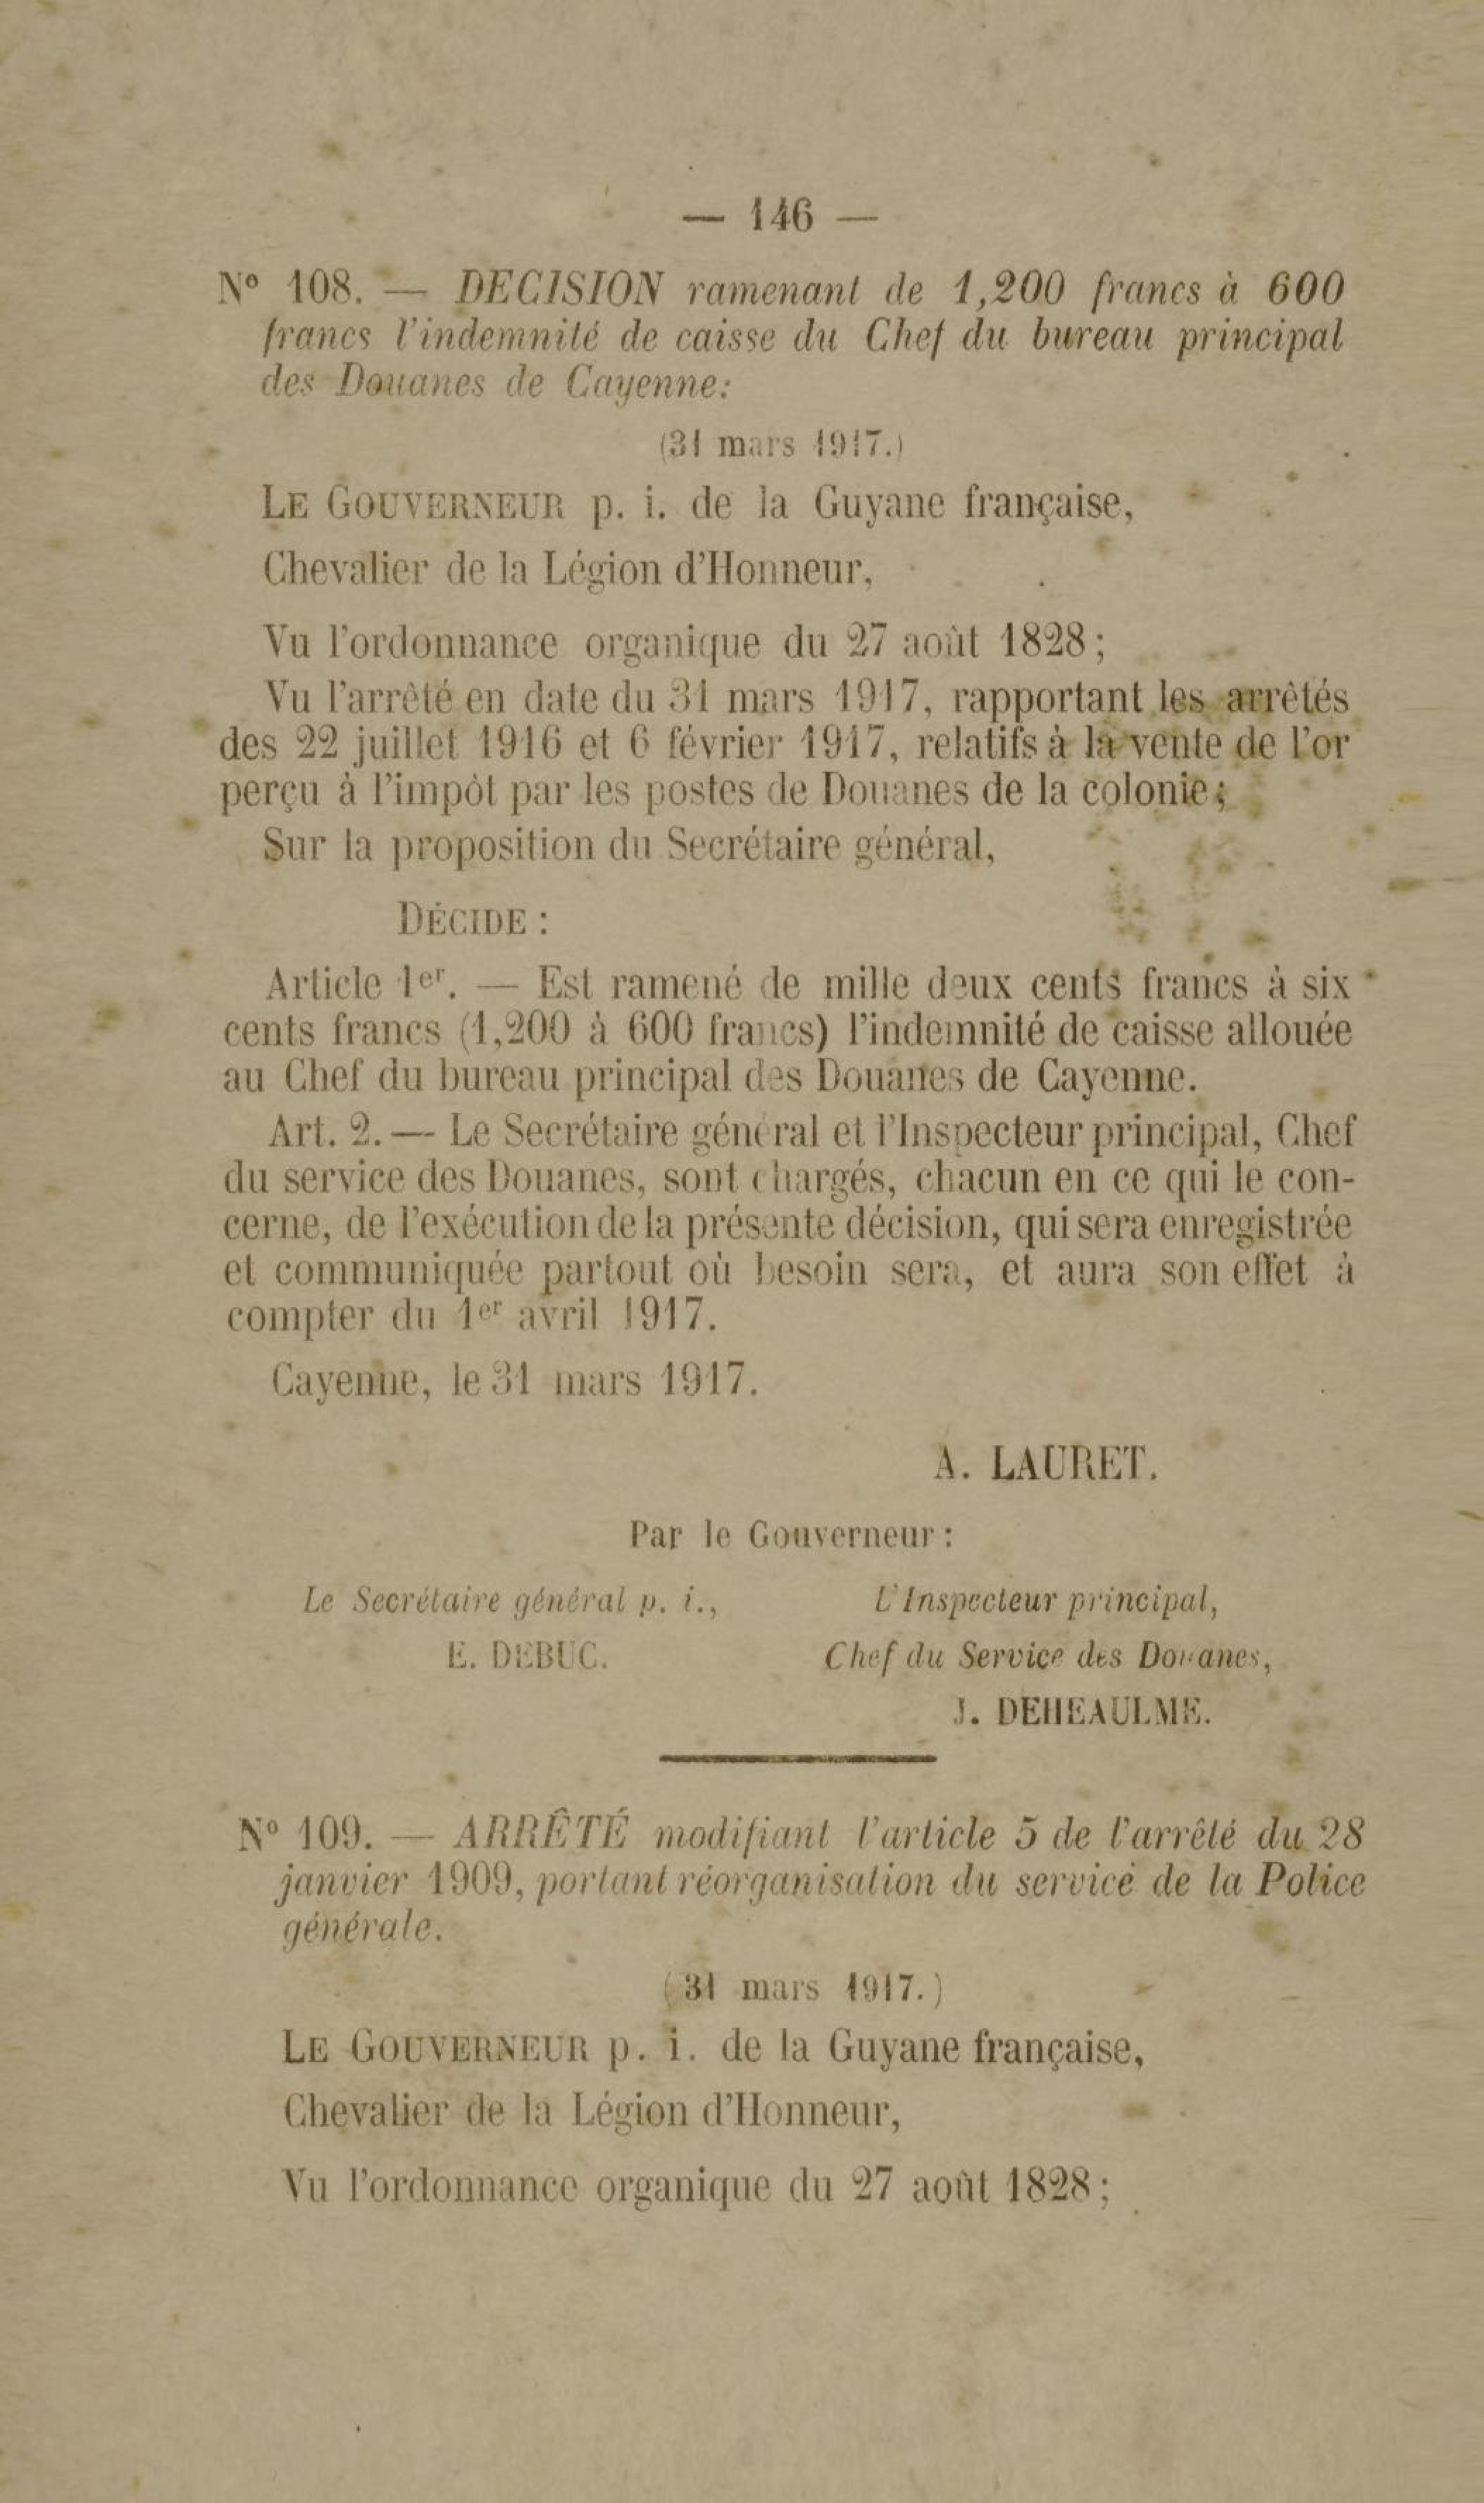 — 146 —
N° 108. — DECISION ramenant de 1,200 francs à 600
francs l'indemnité de caisse du Chef du bureau principal
des Douanes de Cayenne:
(31 mars 1917.)
LE GOUVERNEUR p. i. de la Guyane française,
Chevalier de la Légion d'Honneur,
Vu l'ordonnance organique du 27 août 1828;
Vu l'arrêté en date du 31 mars 1917, rapportant les arrêtés
des 22 juillet 1916 et 6 février 1917, relatifs à la vente de l'or
perçu à l'impôt par les postes de Douanes de la colonie;
Sur la proposition du Secrétaire général,
DÉCIDE :
Article 1er. — Est ramené de mille deux cents francs à six
cents francs (1,200 à 600 francs) l'indemnité de caisse allouée
au Chef du bureau principal des Douanes de Cayenne.
Art. 2. — Le Secrétaire général et l'Inspecteur principal, Chef
du service des Douanes, sont chargés, chacun en ce qui le con-
cerne, de l'exécution de la présente décision, qui sera enregistrée
et communiquée partout où besoin sera, et aura son effet à
compter du 1er avril 1917.
Cayenne, le 31 mars 1917.
A. LAURET.
Par le Gouverneur :
Le Secrétaire général p. i.,
E. DEBUC.
L'Inspecteur principal,
Chef du Service des Douanes,
J. DEHEAULME.
N° 109. — ARRÊTÉ modifiant l'article 5 de l'arrêté du 28
janvier 1909, portant réorganisation du service de la Police
générale.
(31 mars 1917.)
LE GOUVERNEUR p. i. de la Guyane française,
Chevalier de la Légion d'Honneur,
Vu l'ordonnance organique du 27 août 1828;